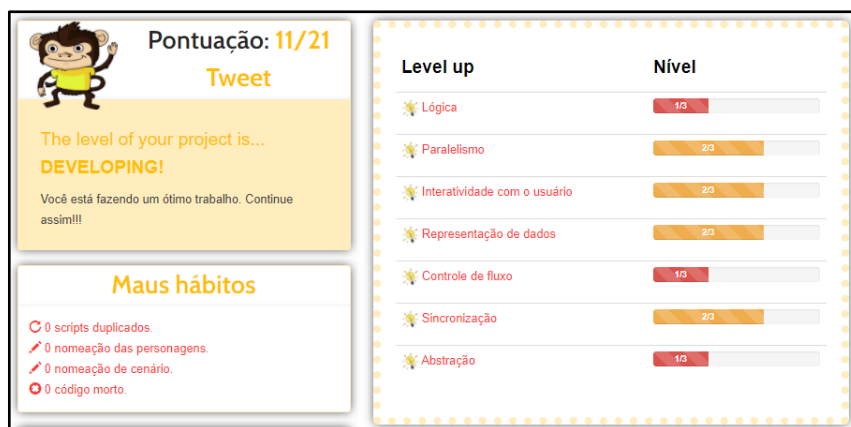 Pontuação: 11/21
Tweet
The level of your project is...
DEVELOPING!
Você está fazendo um ótimo trabalho. Continue
assim!!!
Maus hábitos
0 scripts duplicados.
0 nomeação das personagens.
0 nomeação de cenário.
0 código morto.
Level up Nível
Lógica 1/3
Paralelismo 2/3
Interatividade com o usuário 2/3
Representação de dados 2/3
Controle de fluxo 1/3
Sincronização 2/3
Abstração 1/3